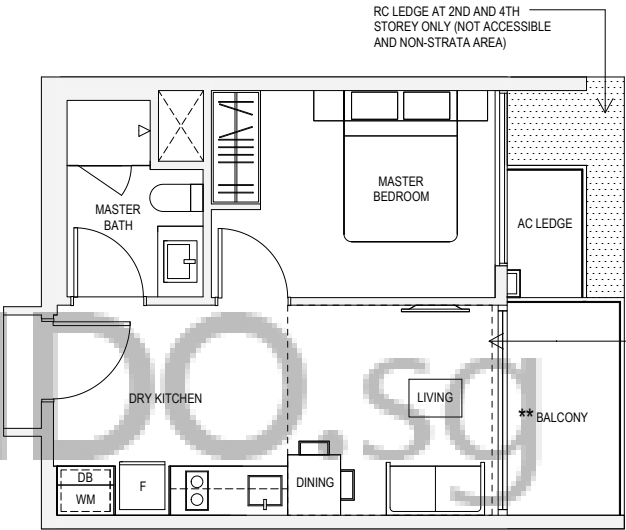 RC LEDGE AT 2ND AND 4TH
STOREY ONLY (NOT ACCESSIBLE
AND NON-STRATA AREA)
MASTER
BEDROOM
MASTER
BATH
AC LEDGE
DRY KITCHEN
LIVING
** BALCONY
DB
WM
F
DINING
DO.sg